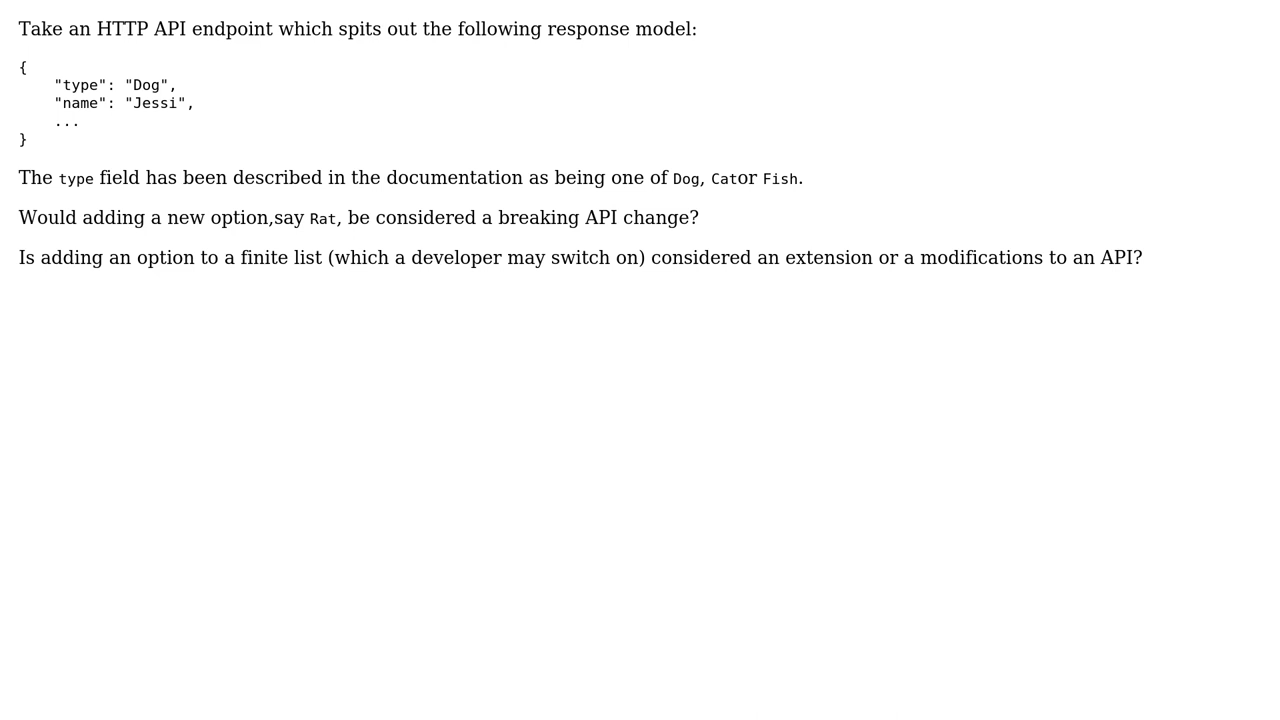 Take an HTTP API endpoint which spits out the following response model:
{
    "type": "Dog",
    "name": "Jessi",
    ...
}
The type field has been described in the documentation as being one of Dog, Cator Fish.
Would adding a new option,say Rat, be considered a breaking API change?
Is adding an option to a finite list (which a developer may switch on) considered an extension or a modifications to an API?